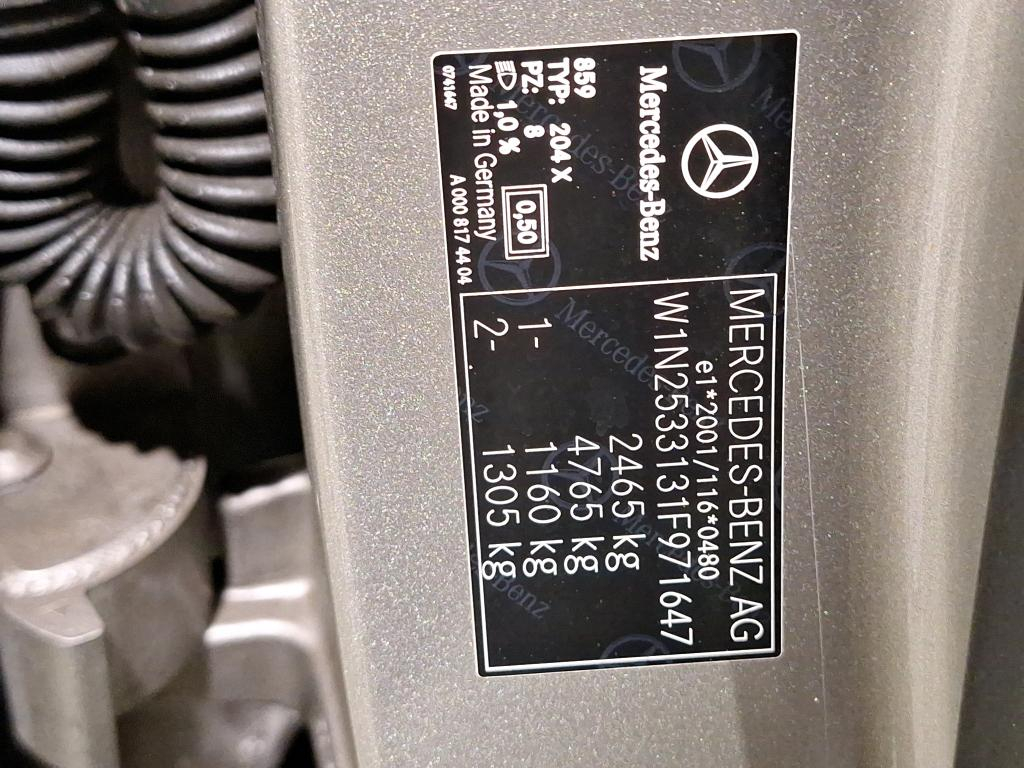 Mercedes-Benz
859
TYP: 204 X
PZ: 8
1,0 %
0,50
Made in Germany
0701647 A 000 817 44 04
MERCEDES-BENZ AG
e1*2001/116*0480
W1N2533131F971647
2465 kg
4765 kg
1- 1160 kg
2- 1305 kg